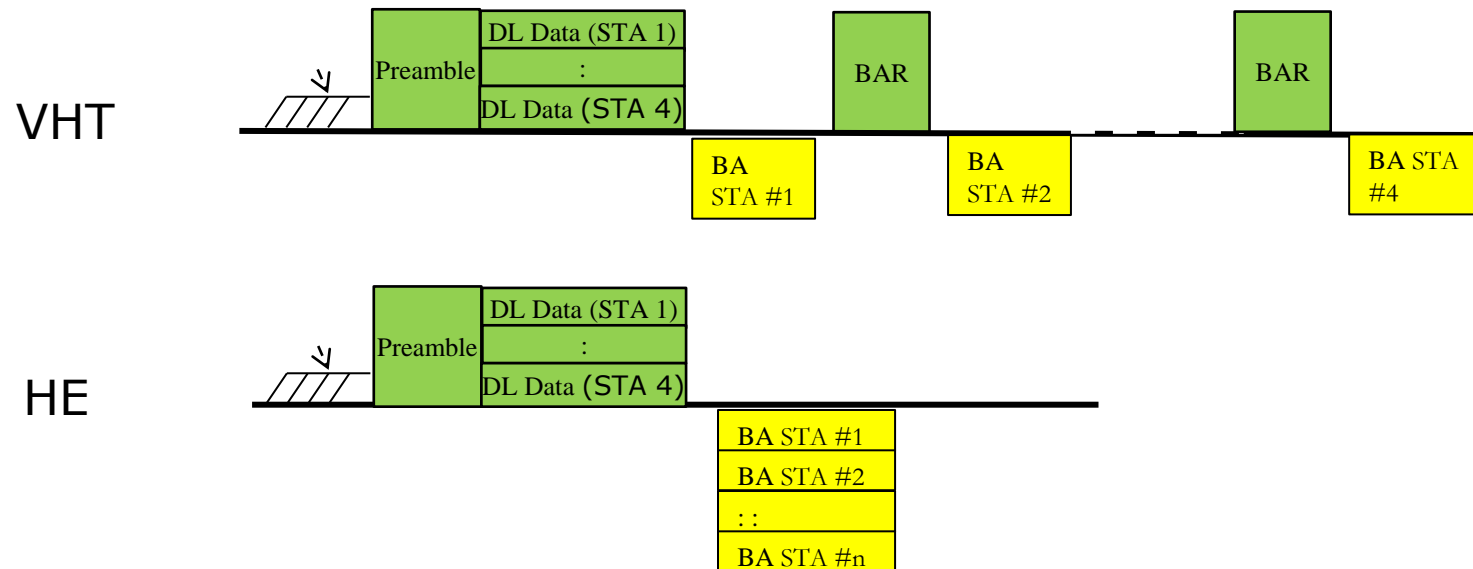 VHT
Preamble
DL Data (STA 1)
:
DL Data (STA 4)
BAR
BAR
BA
STA #1
BA
STA #2
BA STA
#4
HE
Preamble
DL Data (STA 1)
:
DL Data (STA 4)
BA STA #1
BA STA #2
: :
BA STA #n